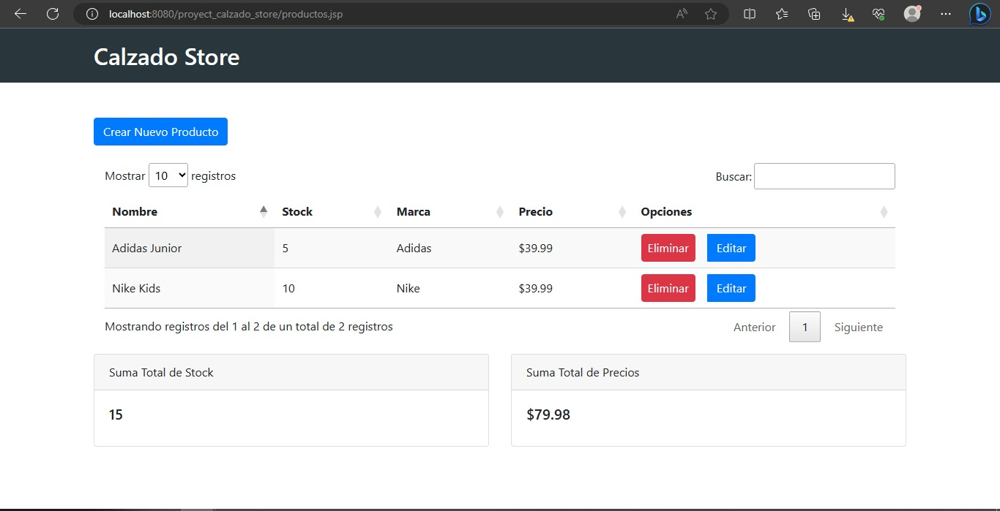 localhost:8080/proyect_calzado_store/productos.jsp
Calzado Store
Crear Nuevo Producto
Mostrar 10 registros Buscar:
Nombre Stock Marca Precio Opciones
Adidas Junior 5 Adidas $39.99 Eliminar Editar
Nike Kids 10 Nike $39.99 Eliminar Editar
Mostrando registros del 1 al 2 de un total de 2 registros Anterior 1 Siguiente
Suma Total de Stock Suma Total de Precios
15 $79.98